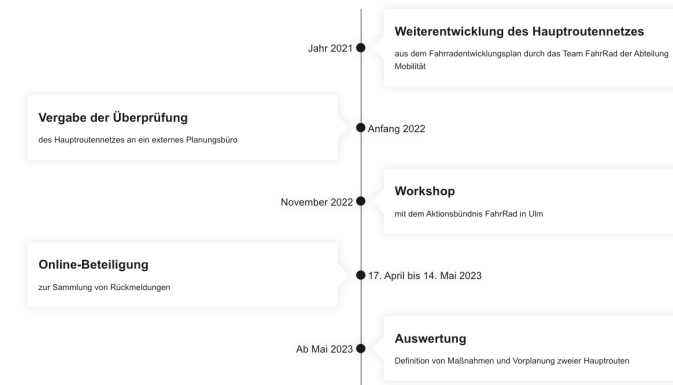 Jahr 2021
Weiterentwicklung des Hauptroutennetzes
aus dem Fahrradentwicklungsplan durch das Team FahrRad der Abteilung
Mobilität
Vergabe der Überprüfung
des Hauptroutennetzes an ein externes Planungsbüro
Anfang 2022
November 2022
Workshop
mit dem Aktionsbündnis FahrRad in Ulm
Online-Beteiligung
zur Sammlung von Rückmeldungen
17. April bis 14. Mai 2023
Ab Mai 2023
Auswertung
Definition von Maßnahmen und Vorplanung zweier Hauptrouten